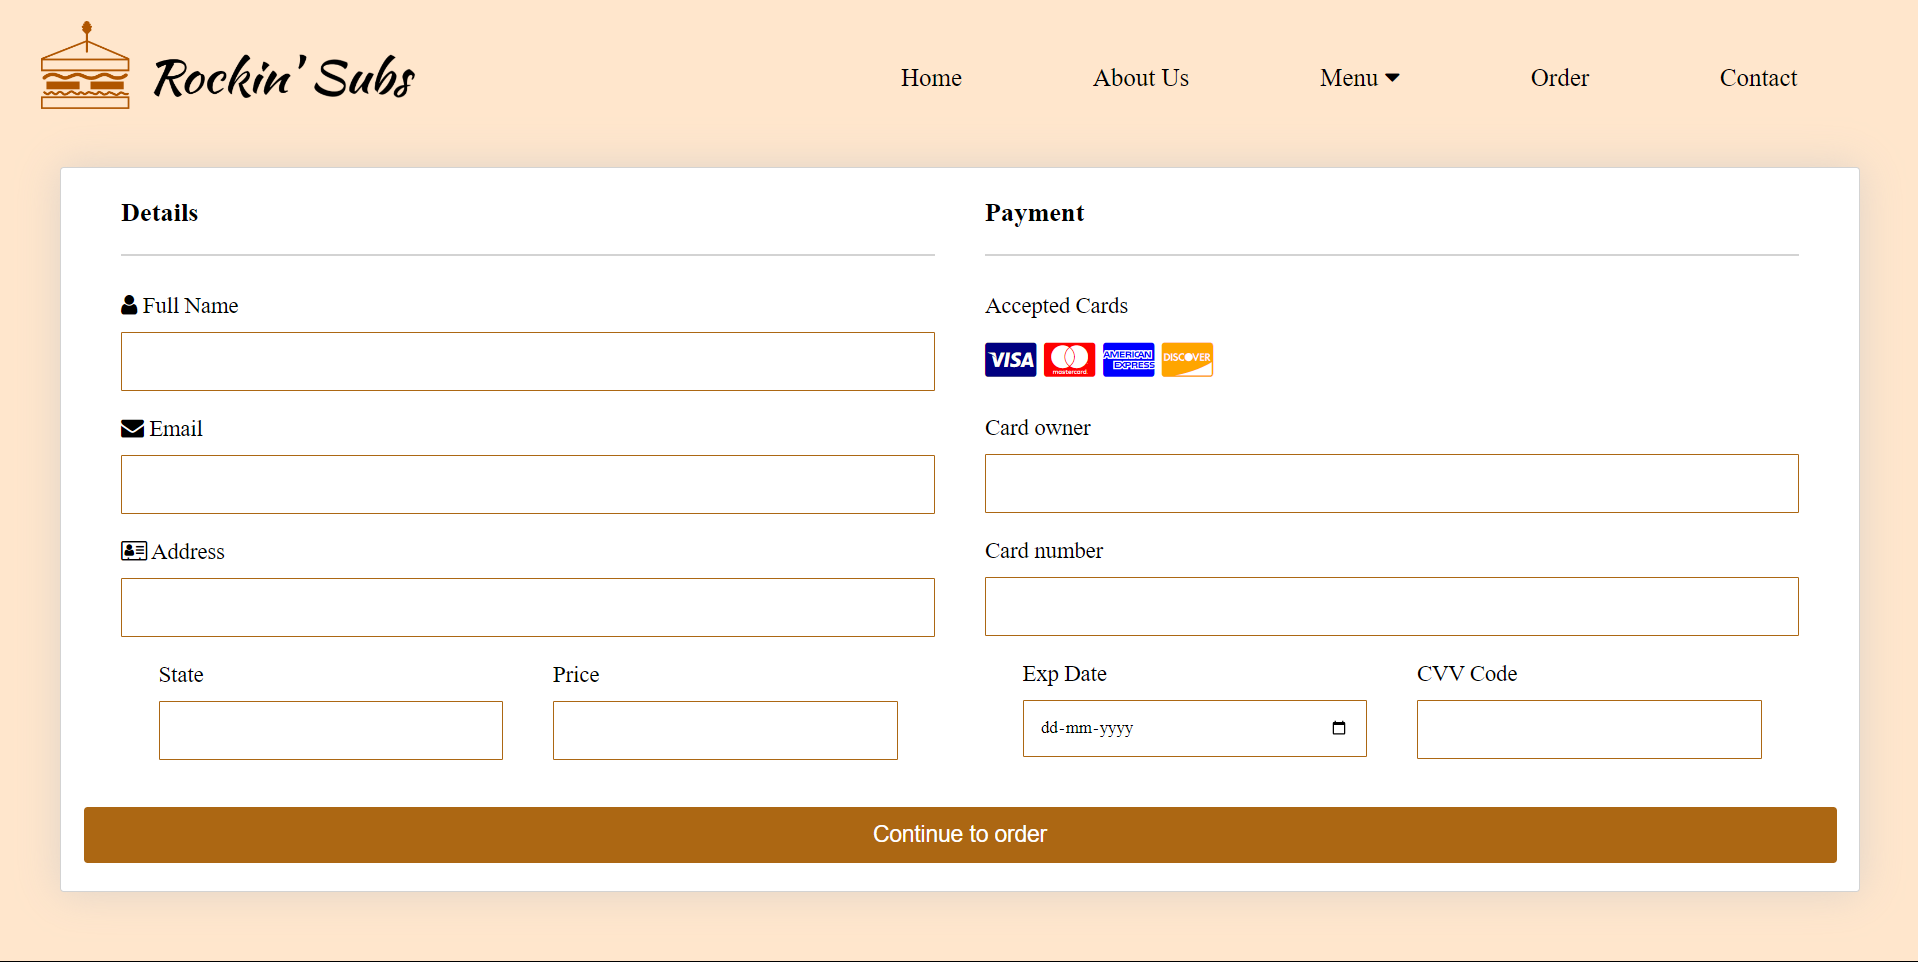 Rockin' Subs
Home About Us Menu Order Contact
Details
Full Name
Email
Address
State Price
Payment
Accepted Cards
VISA mastercard. AMERICAN EXPRESS DISCOVER
Card owner
Card number
Exp Date CVV Code
dd-mm-yyyy
Continue to order